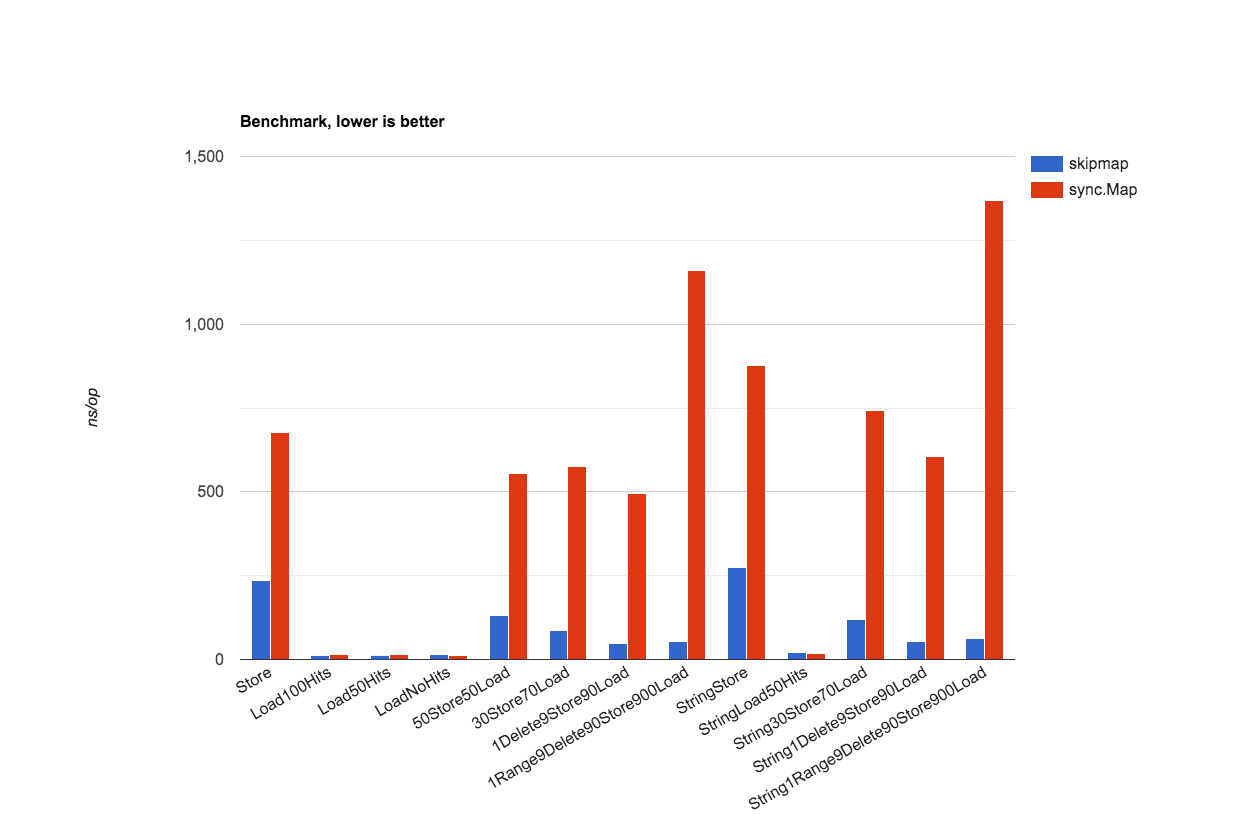 Benchmark, lower is better
1,500
1,000
500
0
ns/op
skipmap
sync.Map
Store
Load100Hits
Load50Hits
LoadNoHits
50Store50Load
30Store70Load
1Delete9Store90Load
1Range9Delete90Store900Load
StringStore
StringLoad50Hits
String30Store70Load
String1Delete9Store90Load
String1Range9Delete90Store900Load